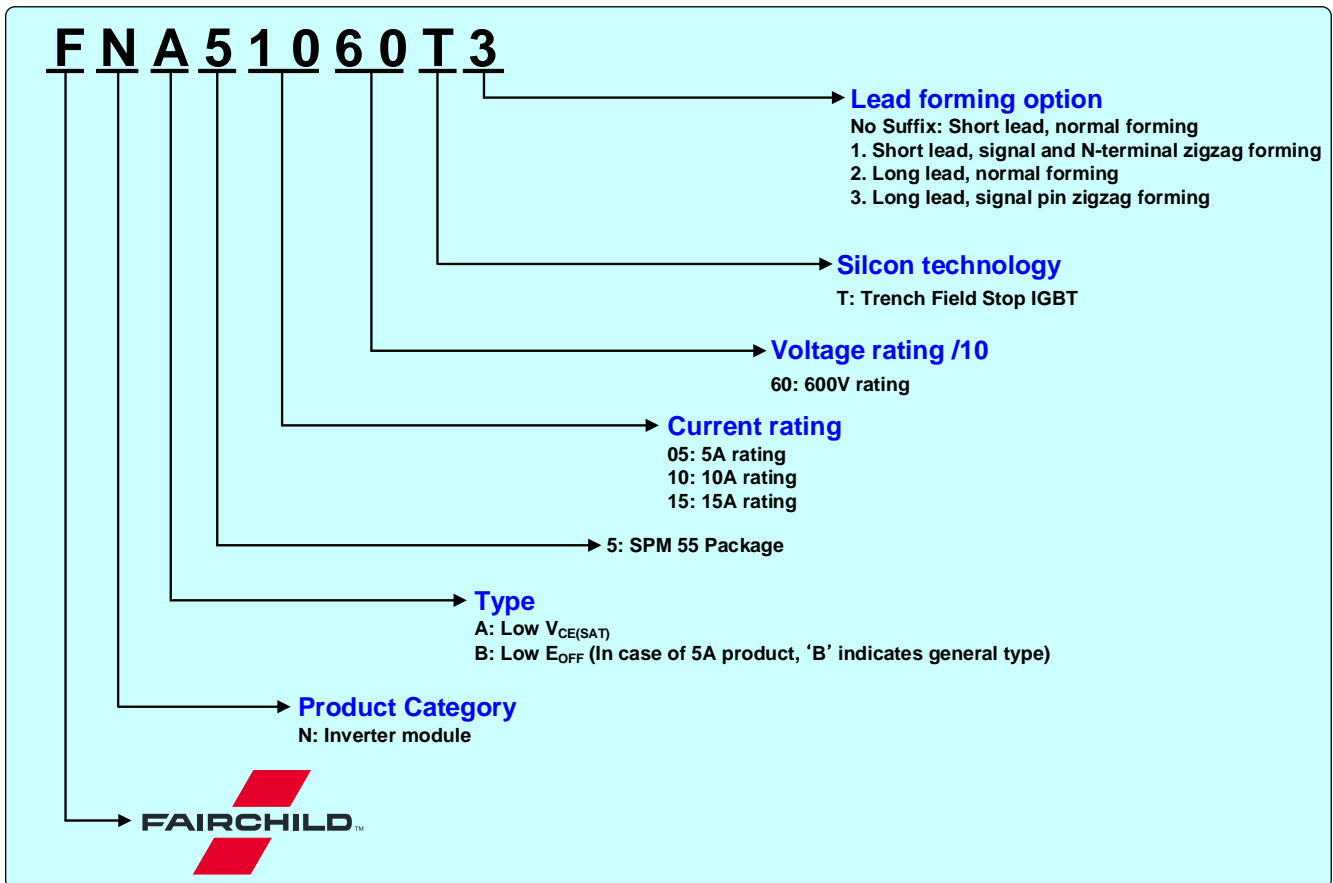 F N A 5 1 0 6 0 T 3
Lead forming option
No Suffix: Short lead, normal forming
1. Short lead, signal and N-terminal zigzag forming
2. Long lead, normal forming
3. Long lead, signal pin zigzag forming
Silcon technology
T: Trench Field Stop IGBT
Voltage rating /10
60: 600V rating
Current rating
05: 5A rating
10: 10A rating
15: 15A rating
5: SPM 55 Package
Type
A: Low VCE(SAT)
B: Low EOFF (In case of 5A product, ‘B’ indicates general type)
Product Category
N: Inverter module
FAIRCHILD™